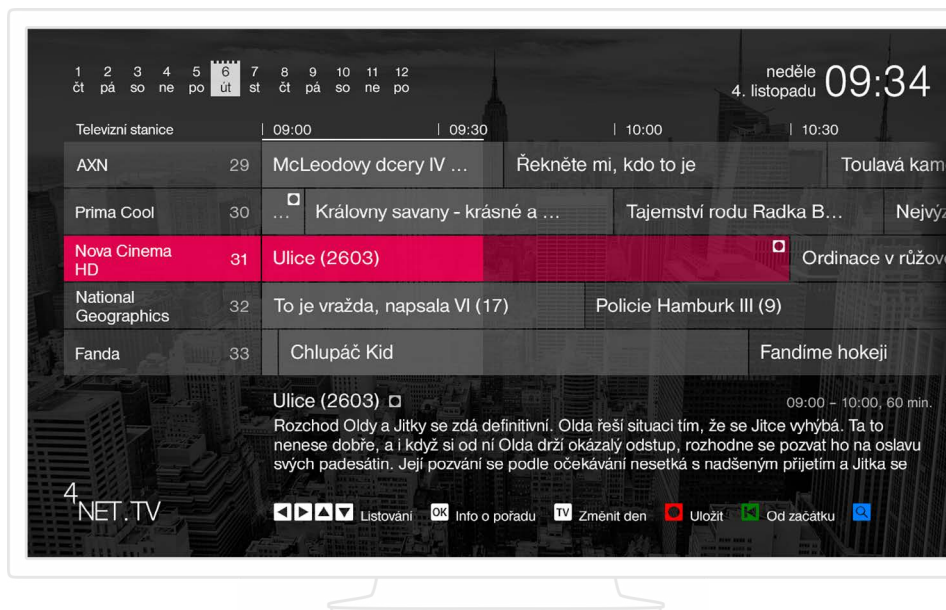 1 2 3 4 5 6 7 8 9 10 11 12
čt pá so ne po út st čt pá so ne po
neděle
4. listopadu
09:34
Televizní stanice 09:00 09:30 10:00 10:30
AXN 29 McLeodovy dcery IV ... Řekněte mi, kdo to je Toulavá kam
Prima Cool 30 ... Královny savany - krásné a ... Tajemství rodu Radka B... Nejvýz
Nova Cinema
HD 31 Ulice (2603) Ordinace v růžové
National
Geographics 32 To je vražda, napsala VI (17) Policie Hamburk III (9)
Fanda 33 Chlupáč Kid Fandíme hokeji
Ulice (2603) 09:00 – 10:00, 60 min.
Rozchod Oldy a Jitky se zdá definitivní. Olda řeší situaci tím, že se Jitce vyhýbá. Ta to
nenese dobře, a i když si od ní Olda drží okázalý odstup, rozhodne se pozvat ho na oslavu
svých padesátin. Její pozvání se podle očekávání nesetká s nadšeným přijetím a Jitka se
4NET.TV
Listování OK Info o pořadu TV Změnit den Uložit Od začátku